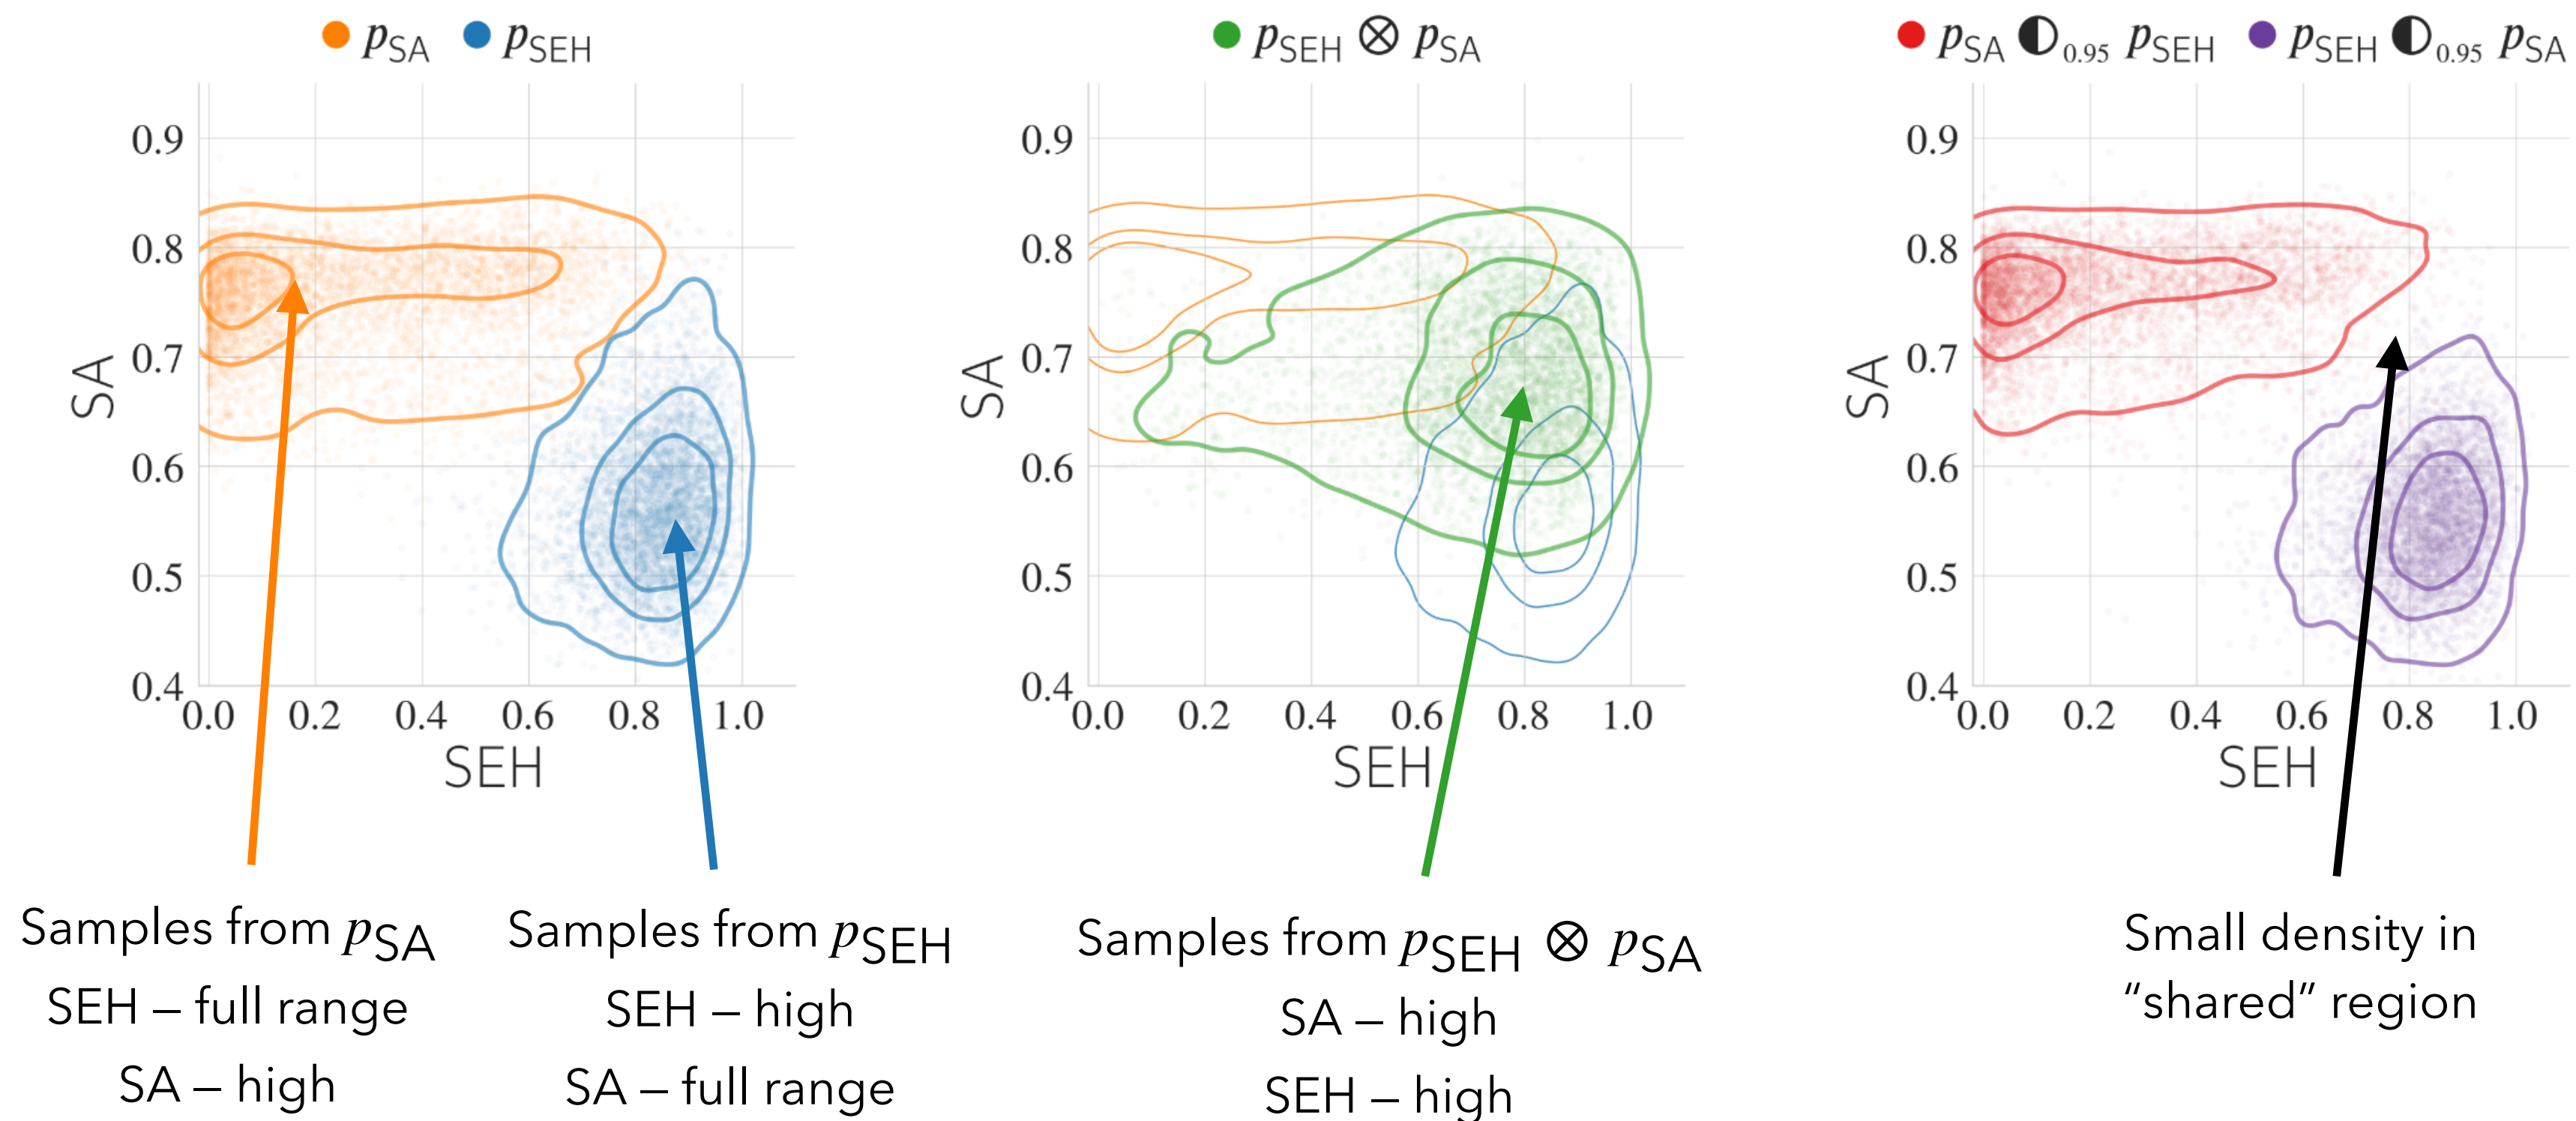 p_SA p_SEH
0.9
0.8
0.7
0.6
0.5
0.4
SA
0.0 0.2 0.4 0.6 0.8 1.0
SEH
p_SEH ⊗ p_SA
0.9
0.8
0.7
0.6
0.5
0.4
SA
0.0 0.2 0.4 0.6 0.8 1.0
SEH
p_SA ◐_0.95 p_SEH p_SEH ◐_0.95 p_SA
0.9
0.8
0.7
0.6
0.5
0.4
SA
0.0 0.2 0.4 0.6 0.8 1.0
SEH
Samples from p_SA
SEH – full range
SA – high
Samples from p_SEH
SEH – high
SA – full range
Samples from p_SEH ⊗ p_SA
SA – high
SEH – high
Small density in
“shared” region